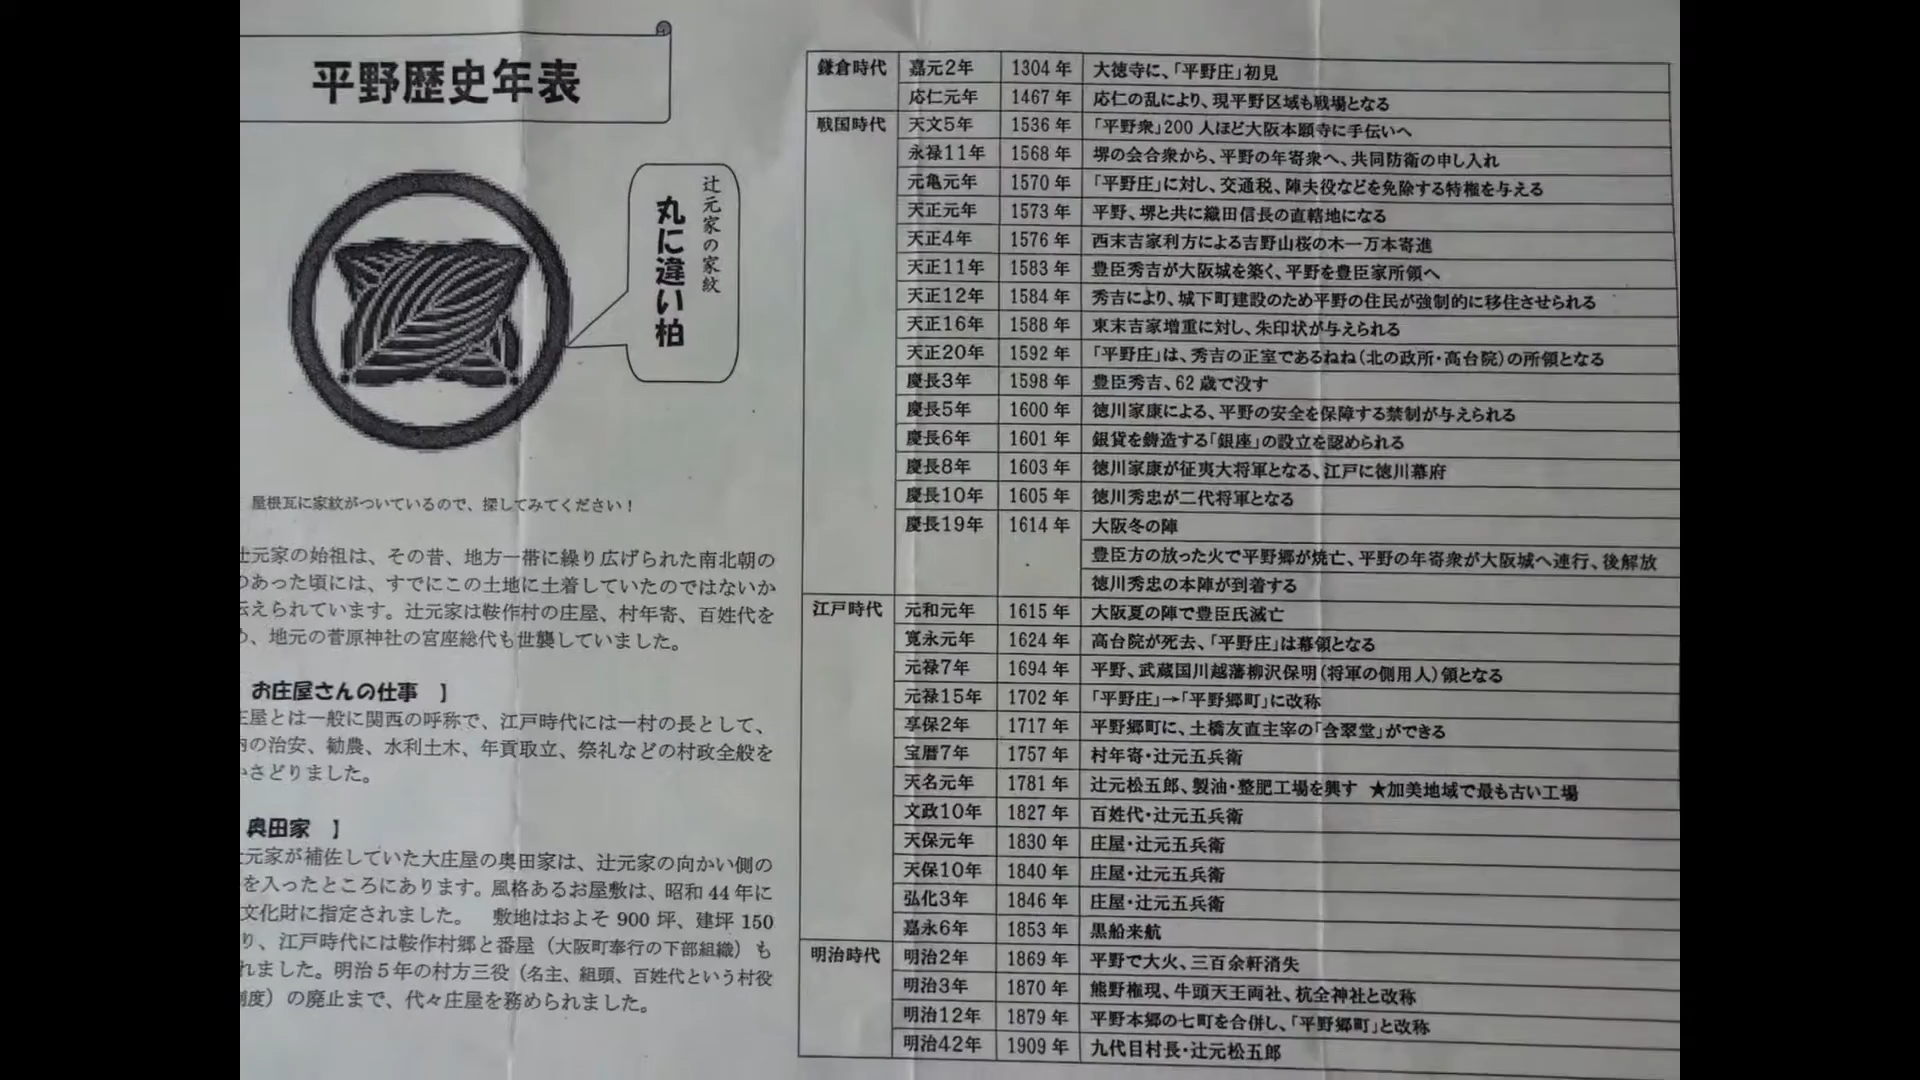 平野歴史年表
辻元家の家紋
丸に違い柏
屋根瓦に家紋がついているので、探してみてください！
辻元家の始祖は、その昔、地方一帯に繰り広げられた南北朝の
のあった頃には、すでにこの土地に土着していたのではないか
伝えられています。辻元家は鞍作村の庄屋、村年寄、百姓代を
め、地元の菅原神社の宮座総代も世襲していました。
お庄屋さんの仕事 】
庄屋とは一般に関西の呼称で、江戸時代には一村の長として、
内の治安、勧農、水利土木、年貢取立、祭礼などの村政全般を
かさどりました。
奥田家 】
辻元家が補佐していた大庄屋の奥田家は、辻元家の向かい側の
を入ったところにあります。風格あるお屋敷は、昭和44年に
文化財に指定されました。 敷地はおよそ900坪、建坪150
り、江戸時代には鞍作村郷と番屋（大阪町奉行の下部組織）も
れました。明治５年の村方三役（名主、組頭、百姓代という村役
制度）の廃止まで、代々庄屋を務められました。
鎌倉時代 嘉元2年 1304年 大徳寺に、「平野庄」初見
応仁元年 1467年 応仁の乱により、現平野区域も戦場となる
戦国時代 天文5年 1536年 「平野衆」200人ほど大阪本願寺に手伝いへ
永禄11年 1568年 堺の会合衆から、平野の年寄衆へ、共同防衛の申し入れ
元亀元年 1570年 「平野庄」に対し、交通税、陣夫役などを免除する特権を与える
天正元年 1573年 平野、堺と共に織田信長の直轄地になる
天正4年 1576年 西末吉家利方による吉野山桜の木一万本寄進
天正11年 1583年 豊臣秀吉が大阪城を築く、平野を豊臣家所領へ
天正12年 1584年 秀吉により、城下町建設のため平野の住民が強制的に移住させられる
天正16年 1588年 東末吉家増重に対し、朱印状が与えられる
天正20年 1592年 「平野庄」は、秀吉の正室であるねね（北の政所・高台院）の所領となる
慶長3年 1598年 豊臣秀吉、62歳で没す
慶長5年 1600年 徳川家康による、平野の安全を保障する禁制が与えられる
慶長6年 1601年 銀貨を鋳造する「銀座」の設立を認められる
慶長8年 1603年 徳川家康が征夷大将軍となる、江戸に徳川幕府
慶長10年 1605年 徳川秀忠が二代将軍となる
慶長19年 1614年 大阪冬の陣
豊臣方の放った火で平野郷が焼亡、平野の年寄衆が大阪城へ連行、後解放
徳川秀忠の本陣が到着する
江戸時代 元和元年 1615年 大阪夏の陣で豊臣氏滅亡
寛永元年 1624年 高台院が死去、「平野庄」は幕領となる
元禄7年 1694年 平野、武蔵国川越藩柳沢保明（将軍の側用人）領となる
元禄15年 1702年 「平野庄」→「平野郷町」に改称
享保2年 1717年 平野郷町に、土橋友直主宰の「含翠堂」ができる
宝暦7年 1757年 村年寄・辻元五兵衛
天名元年 1781年 辻元松五郎、製油・整肥工場を興す ★加美地域で最も古い工場
文政10年 1827年 百姓代・辻元五兵衛
天保元年 1830年 庄屋・辻元五兵衛
天保10年 1840年 庄屋・辻元五兵衛
弘化3年 1846年 庄屋・辻元五兵衛
嘉永6年 1853年 黒船来航
明治時代 明治2年 1869年 平野で大火、三百余軒消失
明治3年 1870年 熊野権現、牛頭天王両社、杭全神社と改称
明治12年 1879年 平野本郷の七町を合併し、「平野郷町」と改称
明治42年 1909年 九代目村長・辻元松五郎